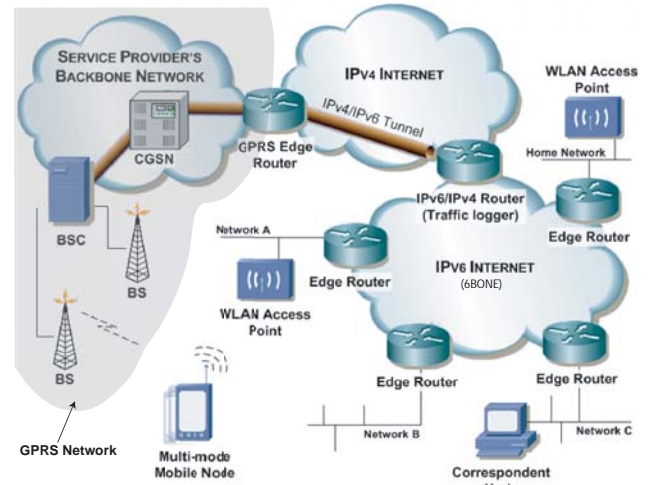 SERVICE PROVIDER'S
BACKBONE NETWORK
IPV4 INTERNET
WLAN Access
Point
IPv4/IPv6 Tunnel
CGSN
GPRS Edge
Router
Home Network
IPv6/IPv4 Router
(Traffic logger)
BSC
Edge Router
Network A
BS
Edge Router
IPV6 INTERNET
(6BONE)
WLAN Access
Point
BS
Edge Router
Edge Router
GPRS Network
Multi-mode
Mobile Node
Network B
Network C
Correspondent